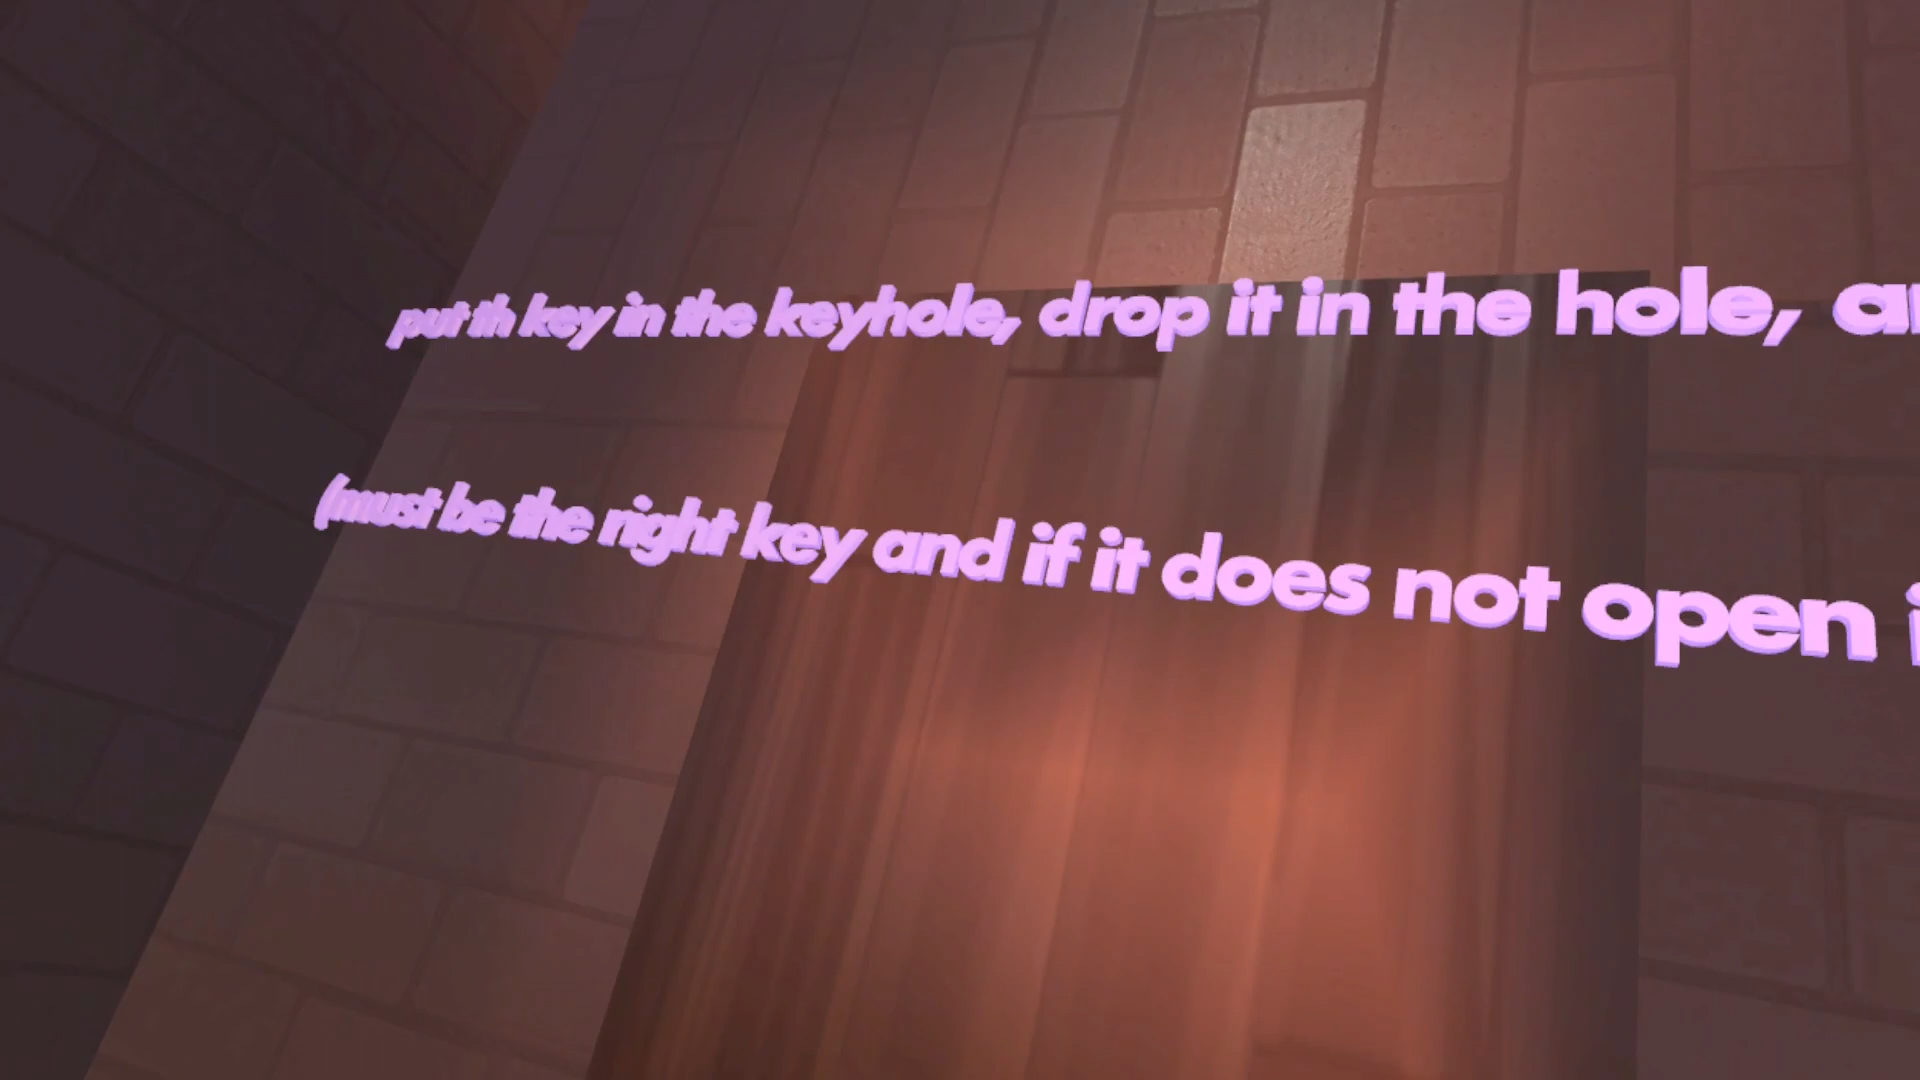 put th key in the keyhole, drop it in the hole, a
(must be the right key and if it does not open